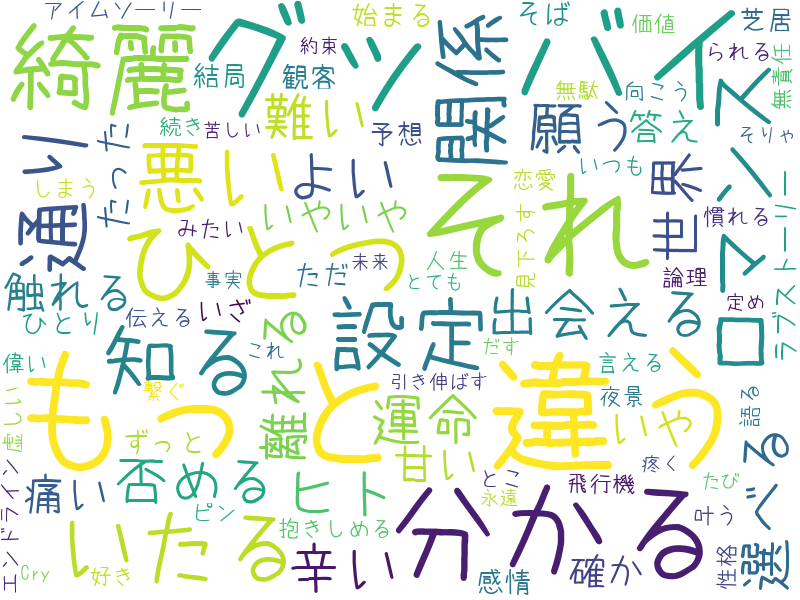 アイムソーリー
始まる
そば
価値
芝居
綺麗
グッバイ
約束
結局
観客
関係
無駄
向こう
られる
無責任
ロマンス
難い
予想
願う
答え
そりゃ
続き
苦しい
通り
たった
悪い
よい
いつも
それ
恋愛
世界
慣れる
しまう
みたい
いやいや
見下ろす
ラブストーリー
ひとつ
人生
未来
ただ
とても
事実
論理
定め
触れる
ひとり
伝える
いざ
設定
出会える
知る
離れる
これ
だす
言える
偉い
もっと
繋ぐ
引き伸ばす
違う
夜景
語る
虚しい
運命
いや
ずっと
甘い
否める
痛い
ヒト
とこ
永遠
飛行機
疼く
たび
選べる
エンドライン
いたる
ピン
抱きしめる
分かる
叶う
Cry
好き
辛い
感情
確か
性格